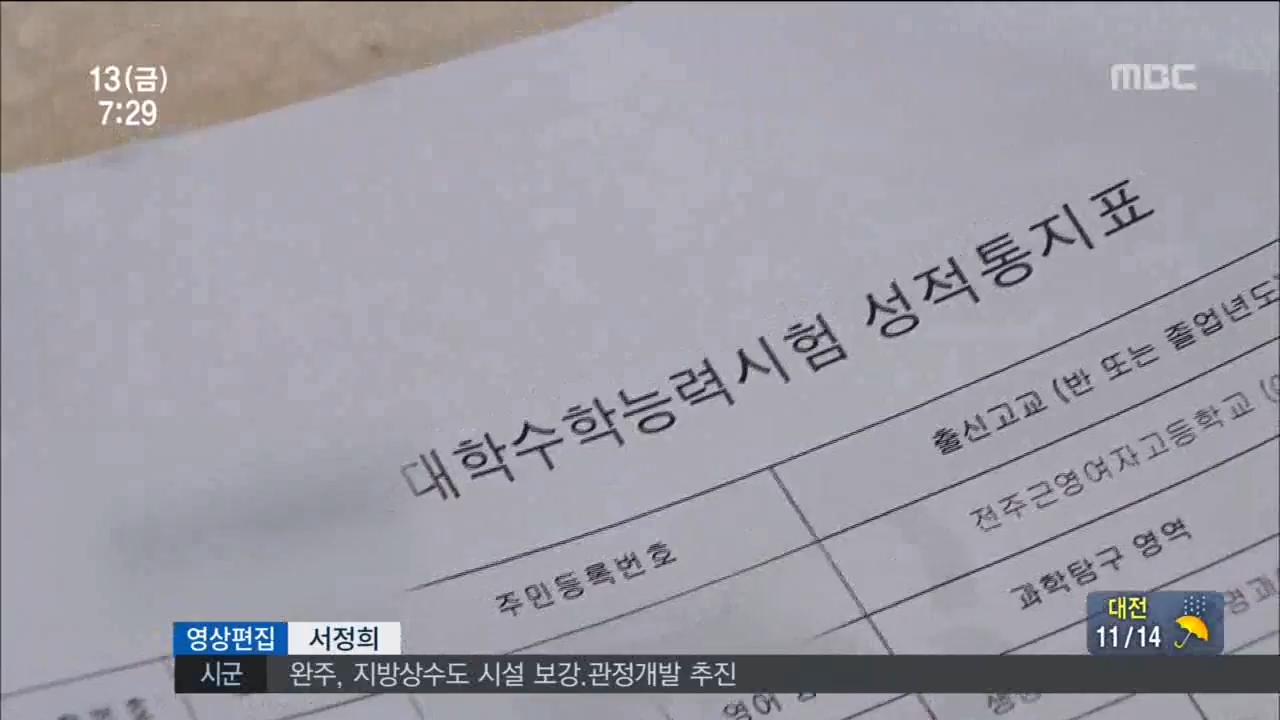 13(금)
7:29
MBC
대학수학능력시험 성적통지표
출신고교 (반 또는 졸업년도)
주민등록번호
전주근영여자고등학교
과학탐구 영역
영어
대전
11/14
영상편집 서정희
시군 완주, 지방상수도 시설 보강.관정개발 추진